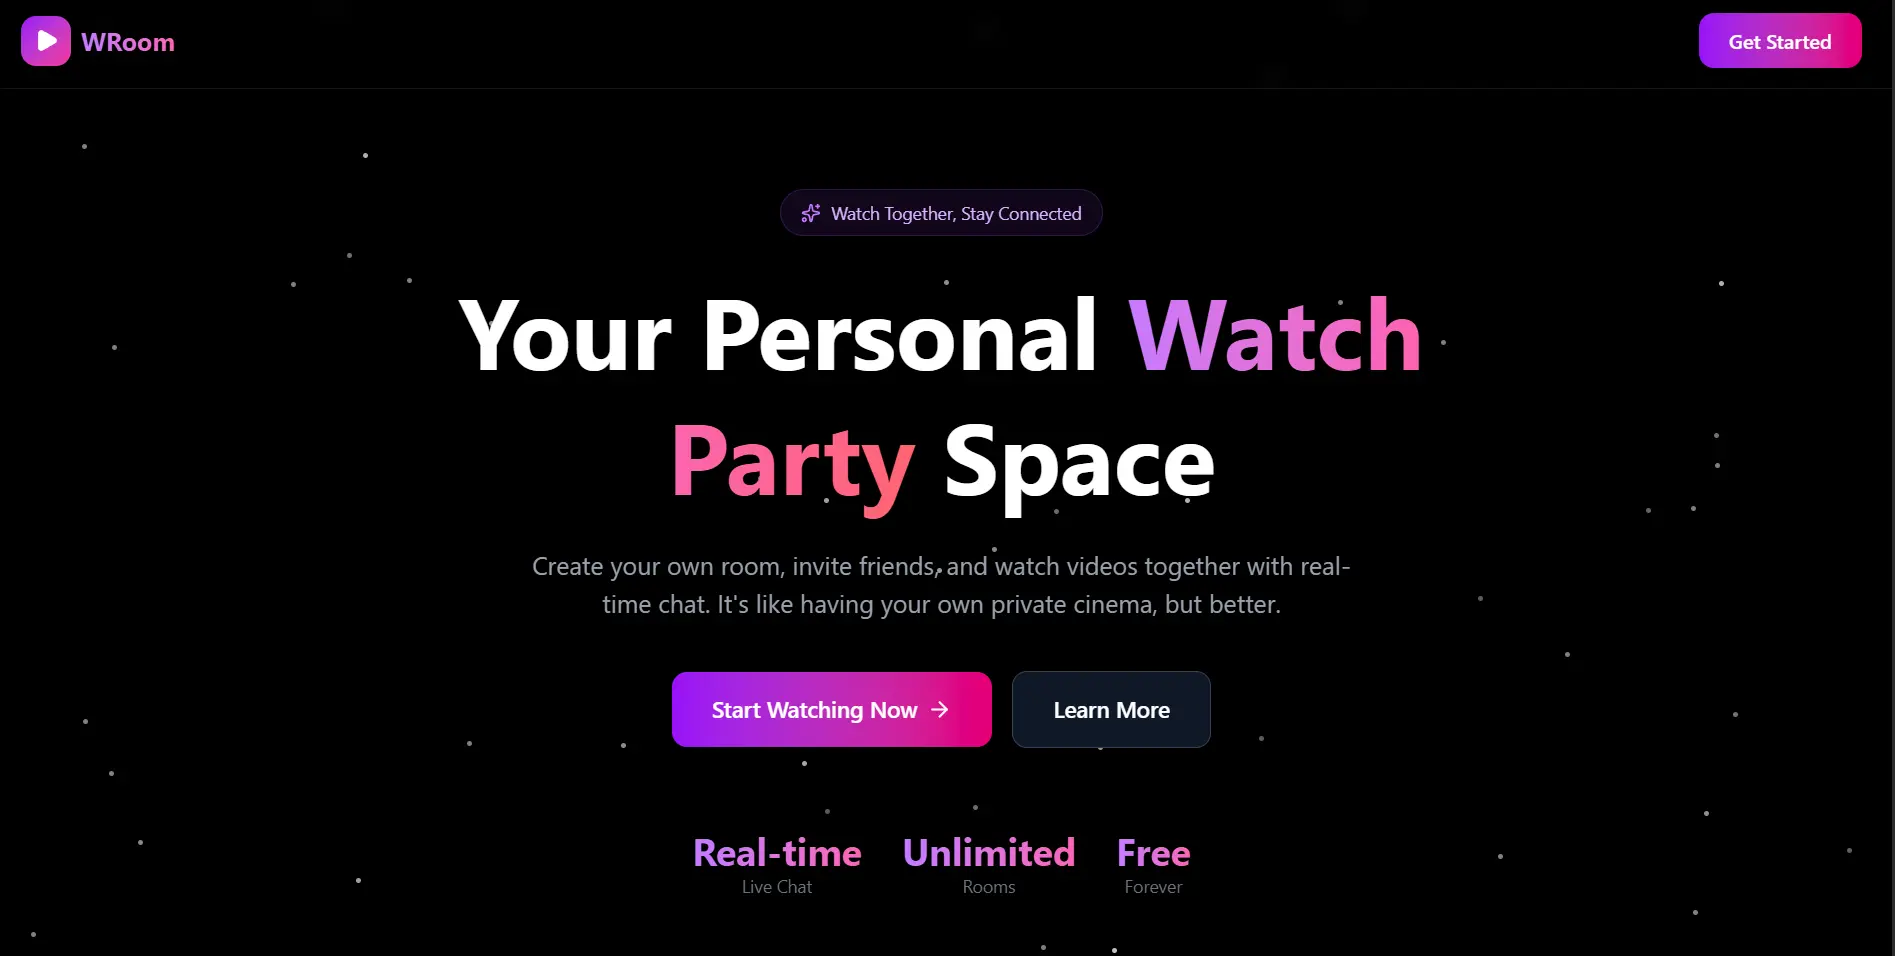 WRoom
Get Started
Watch Together, Stay Connected
Your Personal Watch
Party Space
Create your own room, invite friends, and watch videos together with real-
time chat. It's like having your own private cinema, but better.
Start Watching Now
Learn More
Real-time
Unlimited
Free
Live Chat
Rooms
Forever